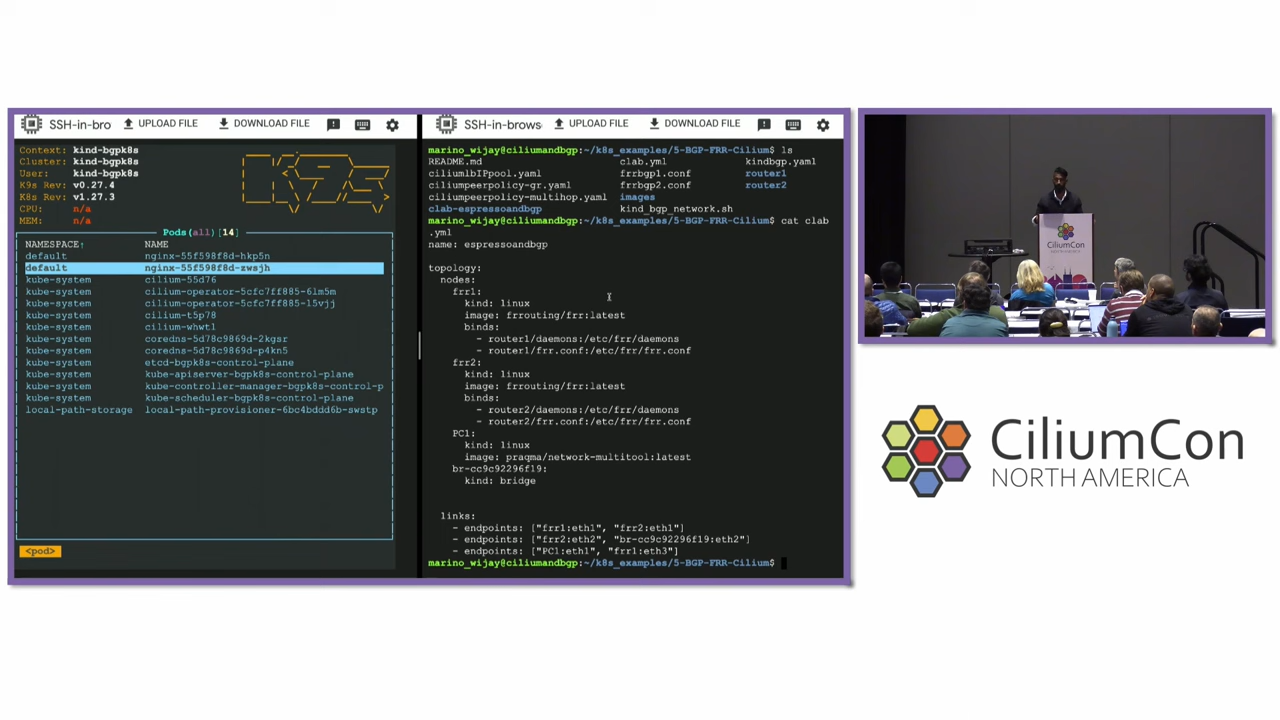 SSH-in-bro UPLOAD FILE DOWNLOAD FILE
Context: kind-bgpk8s
Cluster: kind-bgpk8s
User: kind-bgpk8s
K9s Rev: v0.27.4
K8s Rev: v1.27.3
CPU: n/a
MEM: n/a
Pods(all)[14]
NAMESPACE↑ NAME
default nginx-55f598f8d-hkp5n
default nginx-55f598f8d-zwsjh
kube-system cilium-55d76
kube-system cilium-operator-5cfc7ff885-6lm5m
kube-system cilium-operator-5cfc7ff885-l5vjj
kube-system cilium-t5p78
kube-system cilium-whwtl
kube-system coredns-5d78c9869d-2kgsr
kube-system coredns-5d78c9869d-p4kn5
kube-system etcd-bgpk8s-control-plane
kube-system kube-apiserver-bgpk8s-control-plane
kube-system kube-controller-manager-bgpk8s-control-p
kube-system kube-scheduler-bgpk8s-control-plane
local-path-storage local-path-provisioner-6bc4bddd6b-swstp
<pod>
SSH-in-brows UPLOAD FILE DOWNLOAD FILE
marino_wijay@ciliumandbgp:~/k8s_examples/5-BGP-FRR-Cilium$ ls
README.md clab.yml kindbgp.yaml
ciliumlbIPpool.yaml frrbgp1.conf router1
ciliumpeerpolicy-gr.yaml frrbgp2.conf router2
ciliumpeerpolicy-multihop.yaml images
clab-espressoandbgp kind_bgp_network.sh
marino_wijay@ciliumandbgp:~/k8s_examples/5-BGP-FRR-Cilium$ cat clab
.yml
name: espressoandbgp
topology:
nodes:
frr1:
kind: linux
image: frrouting/frr:latest
binds:
- router1/daemons:/etc/frr/daemons
- router1/frr.conf:/etc/frr/frr.conf
frr2:
kind: linux
image: frrouting/frr:latest
binds:
- router2/daemons:/etc/frr/daemons
- router2/frr.conf:/etc/frr/frr.conf
PC1:
kind: linux
image: praqma/network-multitool:latest
br-cc9c92296f19:
kind: bridge
links:
- endpoints: ["frr1:eth1", "frr2:eth1"]
- endpoints: ["frr2:eth2", "br-cc9c92296f19:eth2"]
- endpoints: ["PC1:eth1", "frr1:eth3"]
marino_wijay@ciliumandbgp:~/k8s_examples/5-BGP-FRR-Cilium$
CiliumCon
CiliumCon
NORTH AMERICA